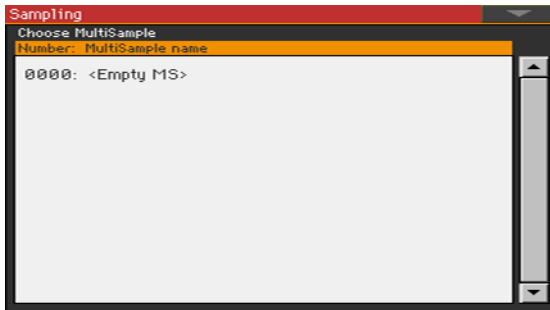 Sampling
Choose MultiSample
Number: MultiSample name
0000: <Empty MS>